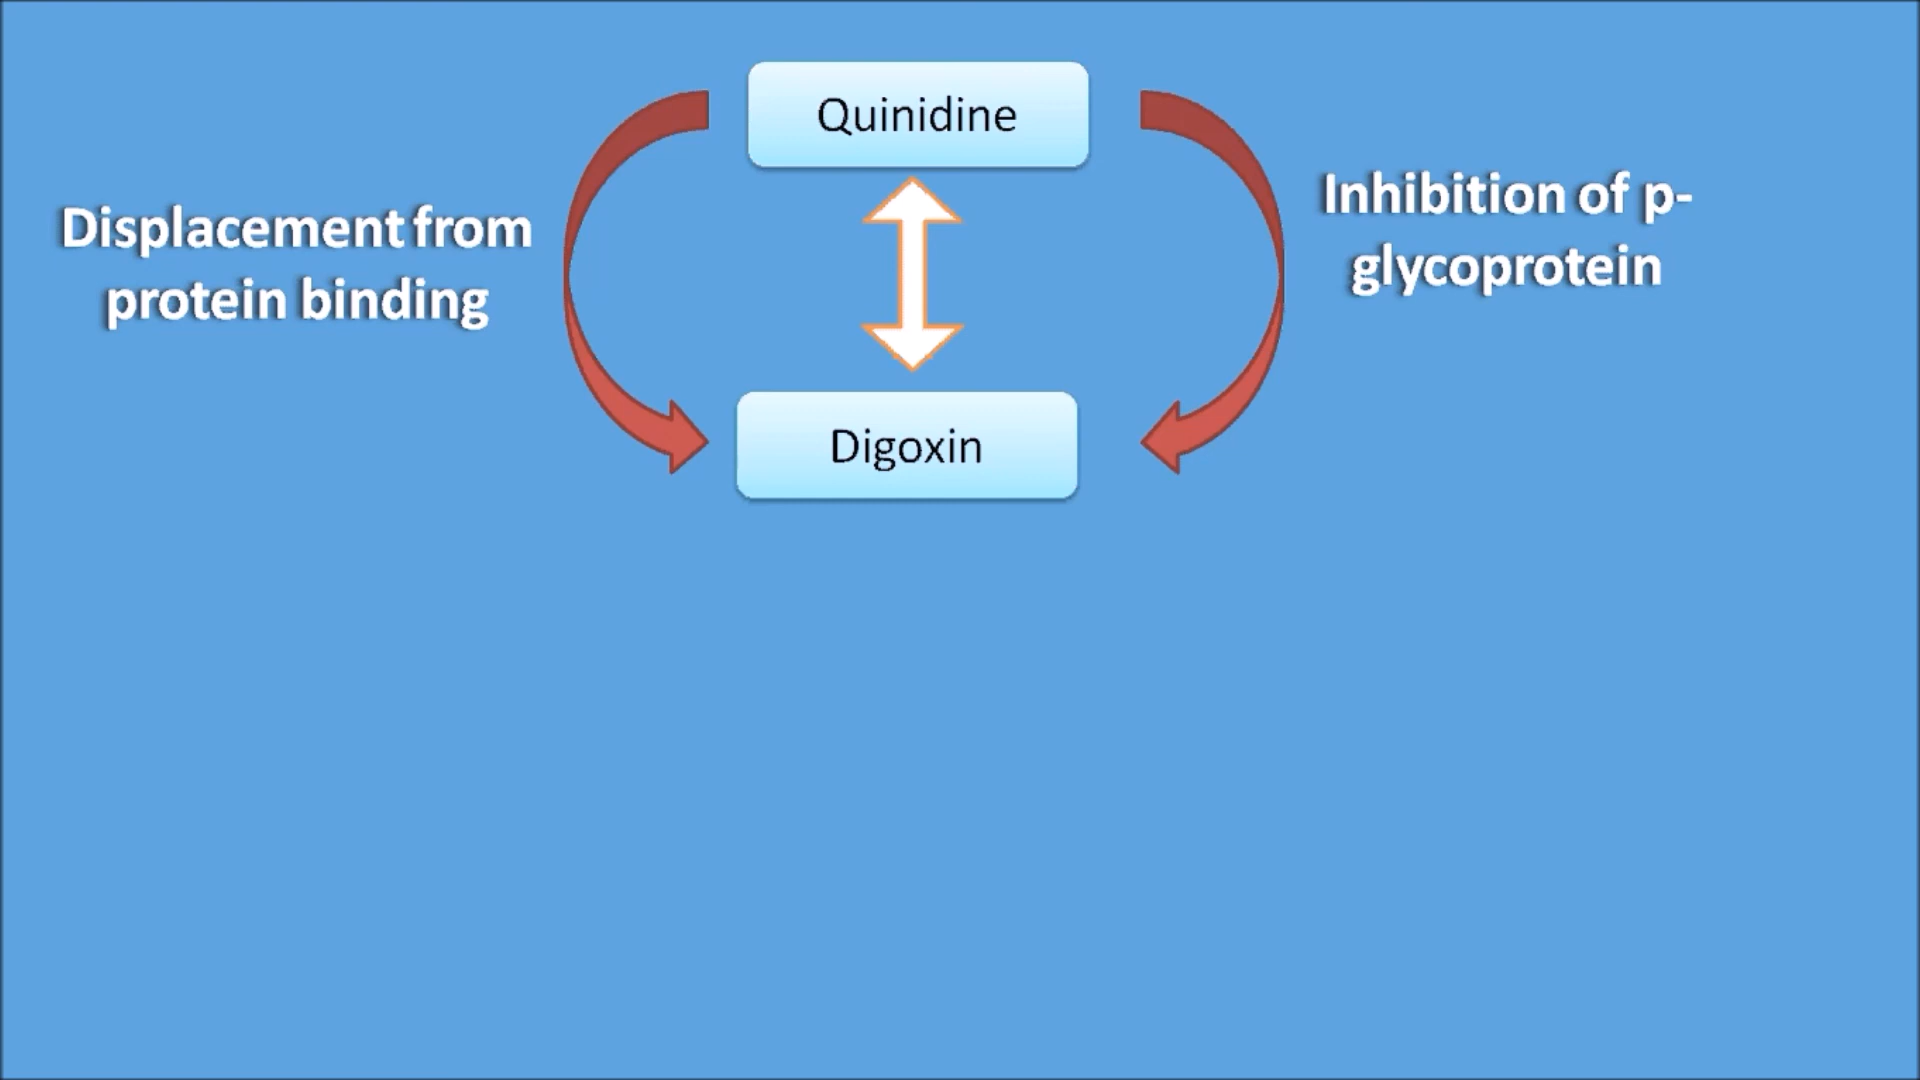 Quinidine
Displacement from
protein binding
Inhibition of p-
glycoprotein
Digoxin